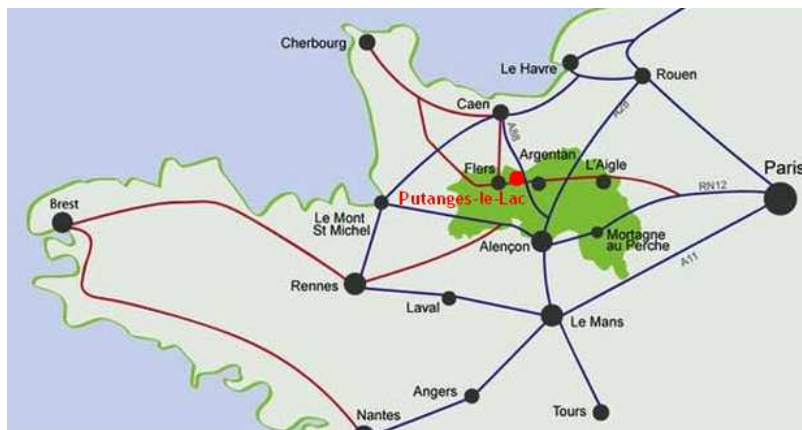 Cherbourg
Le Havre
Rouen
Caen
A88
A28
Argentan
Flers
L'Aigle
Paris
RN12
Putanges-le-Lac
Brest
Le Mont
St Michel
Alençon
Mortagne
au Perche
A11
Rennes
Laval
Le Mans
Angers
Tours
Nantes